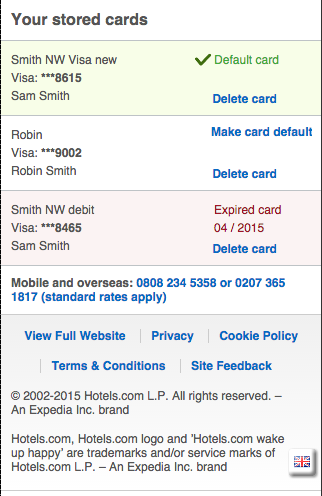 Your stored cards
Smith NW Visa new
Default card
Visa: ***8615
Sam Smith
Delete card
Robin
Make card default
Visa: ***9002
Robin Smith
Delete card
Smith NW debit
Expired card
Visa: ***8465
04 / 2015
Sam Smith
Delete card
Mobile and overseas: 0808 234 5358 or 0207 365
1817 (standard rates apply)
View Full Website
Privacy
Cookie Policy
Terms & Conditions
Site Feedback
© 2002-2015 Hotels.com L.P. All rights reserved. –
An Expedia Inc. brand
Hotels.com, Hotels.com logo and 'Hotels.com wake
up happy' are trademarks and/or service marks of
Hotels.com L.P. – An Expedia Inc. brand